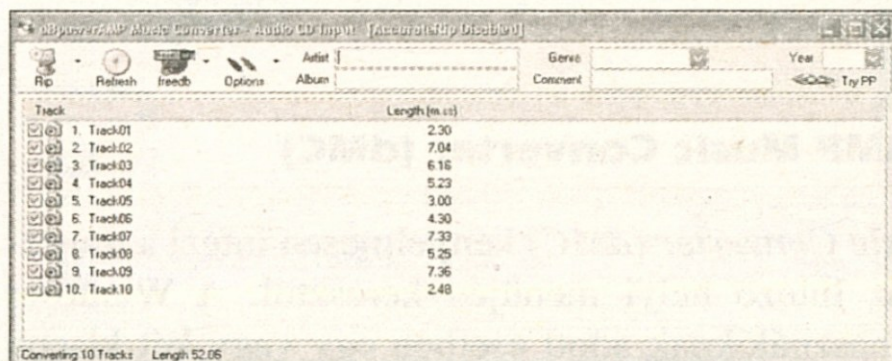 dBpowerAMP Music Converter - Audio CD Input [AccurateRip Disabled]
Artist Genre Year
Rip Refresh freedb Options Album Comment Try PP
Track Length (m.ss)
1. Track01 2.30
2. Track02 7.04
3. Track03 6.16
4. Track04 5.23
5. Track05 3.00
6. Track06 4.30
7. Track07 7.33
8. Track08 5.25
9. Track09 7.36
10. Track10 2.48
Converting 10 Tracks Length 52.06